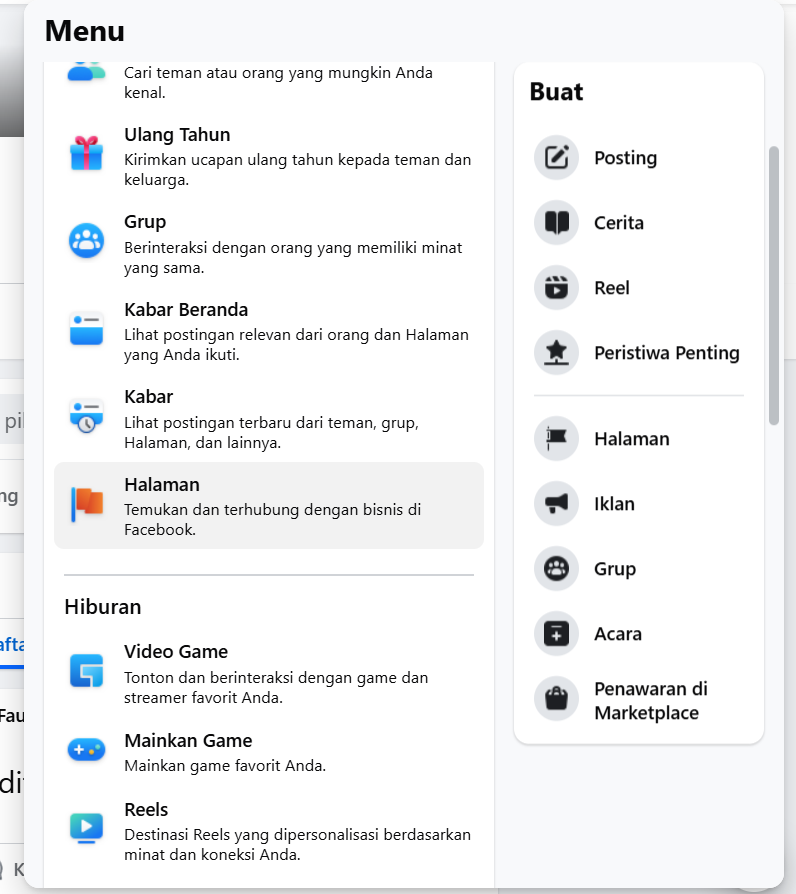 Menu
Cari teman atau orang yang mungkin Anda
kenal.
Ulang Tahun
Kirimkan ucapan ulang tahun kepada teman dan
keluarga.
Grup
Berinteraksi dengan orang yang memiliki minat
yang sama.
Kabar Beranda
Lihat postingan relevan dari orang dan Halaman
yang Anda ikuti.
Kabar
Lihat postingan terbaru dari teman, grup,
Halaman, dan lainnya.
Halaman
Temukan dan terhubung dengan bisnis di
Facebook.
Hiburan
Video Game
Tonton dan berinteraksi dengan game dan
streamer favorit Anda.
Mainkan Game
Mainkan game favorit Anda.
Reels
Destinasi Reels yang dipersonalisasi berdasarkan
minat dan koneksi Anda.
Buat
Posting
Cerita
Reel
Peristiwa Penting
Halaman
Iklan
Grup
Acara
Penawaran di
Marketplace